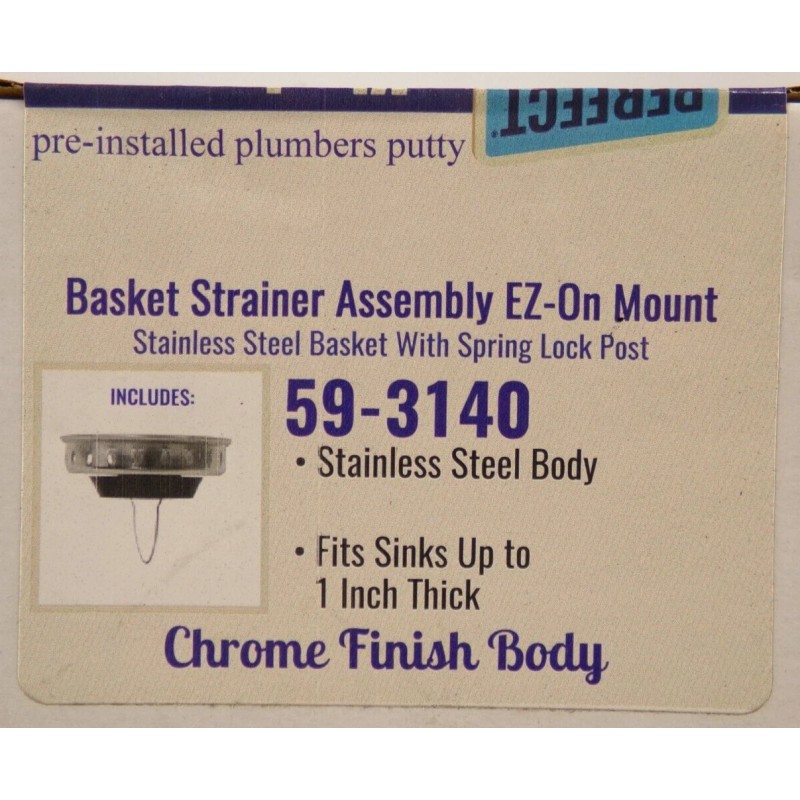 PERFECT.
pre-installed plumbers putty
Basket Strainer Assembly EZ-On Mount
Stainless Steel Basket With Spring Lock Post
INCLUDES:
59-3140
• Stainless Steel Body
• Fits Sinks Up to
1 Inch Thick
Chrome Finish Body